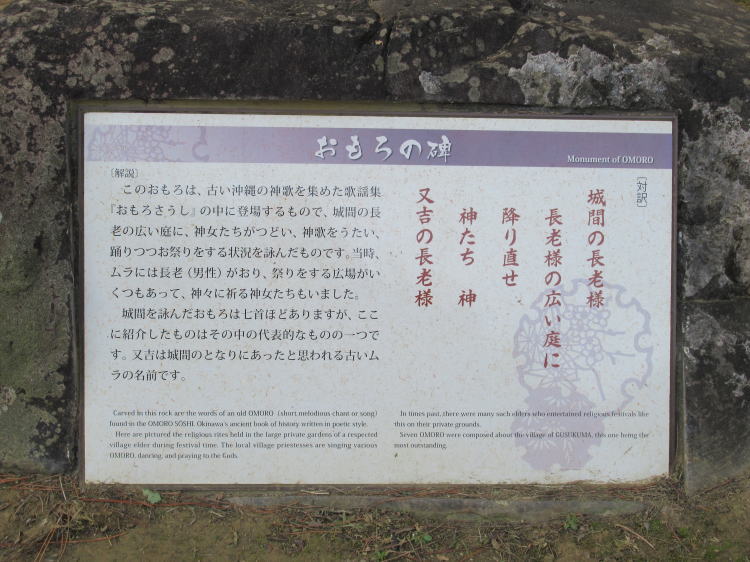 おもろの碑
Monument of OMORO
〔解説〕
このおもろは、古い沖縄の神歌を集めた歌謡集
『おもろさうし』の中に登場するもので、城間の長
老の広い庭に、神女たちがつどい、神歌をうたい、
踊りつつお祭りをする状況を詠んだものです。当時、
ムラには長老（男性）がおり、祭りをする広場がい
くつもあって、神々に祈る神女たちもいました。
城間を詠んだおもろは七首ほどありますが、ここ
に紹介したものはその中の代表的なものの一つで
す。又吉は城間のとなりにあったと思われる古いム
ラの名前です。
〔対訳〕
城間の長老様
長老様の広い庭に
降り直せ
神たち 神
又吉の長老様
Carved in this rock are the words of an old OMORO (short melodious chant or song)
found in the OMORO SOSHI. Okinawa's ancient book of history written in poetic style.
Here are pictured the religious rites held in the large private gardens of a respected
village elder during festival time. The local village priestesses are singing various
OMORO, dancing, and praying to the Gods.
In times past, there were many such elders who entertained religious festivals like
this on their private grounds.
Seven OMORO were composed about the village of GUSUKUMA, this one being the
most outstanding.